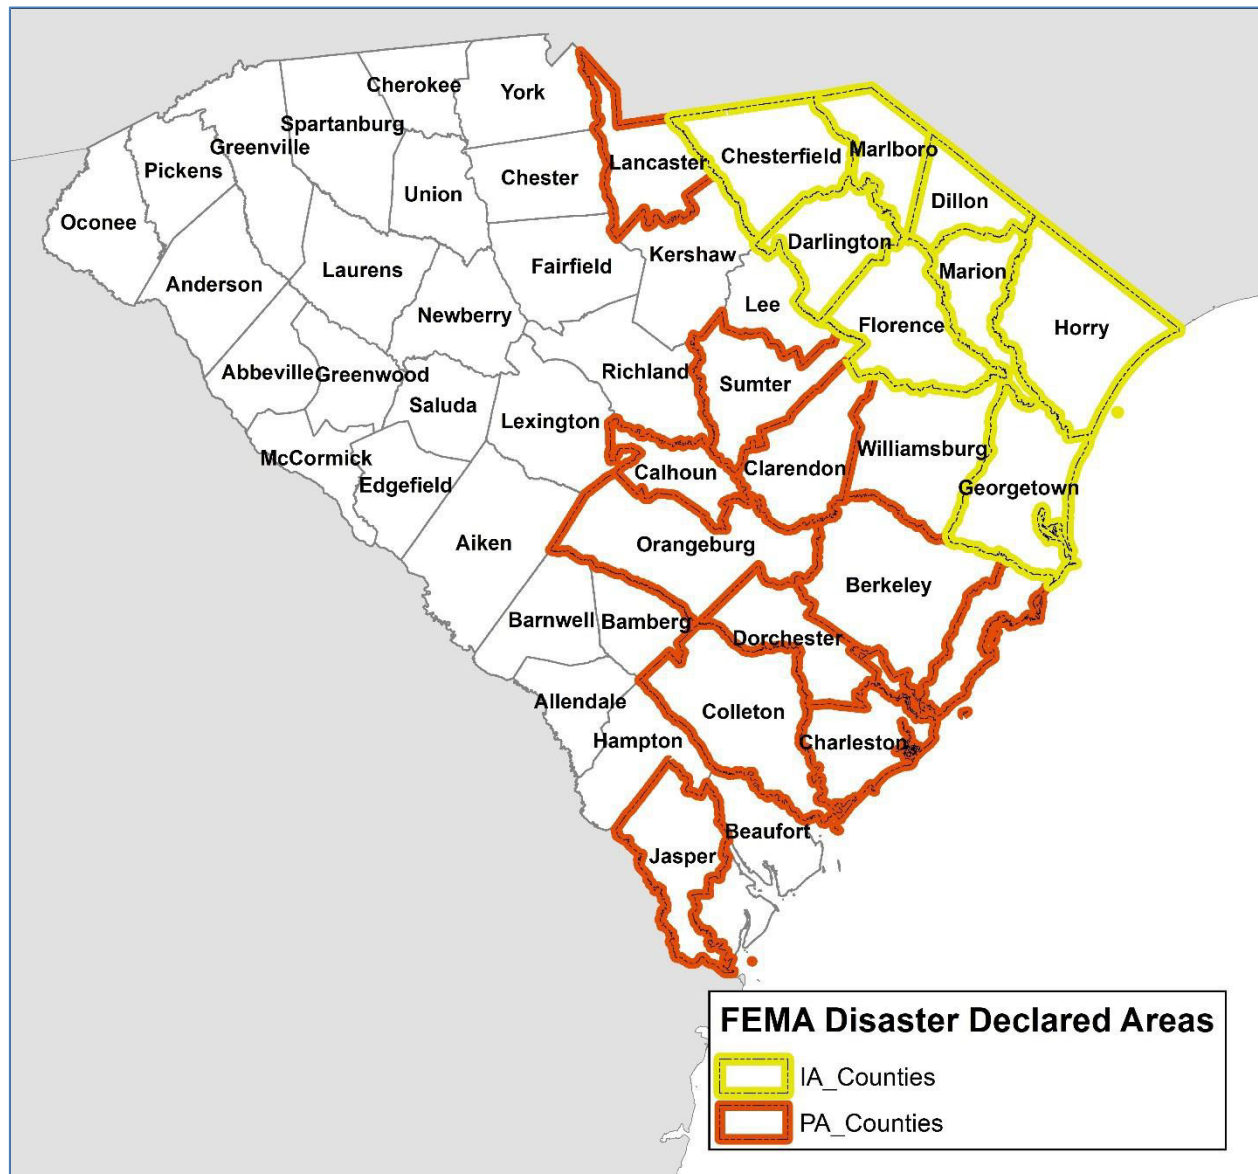 Cherokee
York
Spartanburg
Greenville
Pickens
Lancaster
Chesterfield
Marlboro
Chester
Union
Dillon
Oconee
Darlington
Kershaw
Fairfield
Laurens
Marion
Anderson
Lee
Newberry
Florence
Horry
Abbeville
Greenwood
Richland
Sumter
Saluda
Lexington
McCormick
Williamsburg
Calhoun
Clarendon
Edgefield
Georgetown
Aiken
Orangeburg
Berkeley
Barnwell
Bamberg
Dorchester
Allendale
Colleton
Hampton
Charleston
Beaufort
Jasper
FEMA Disaster Declared Areas
IA_Counties
PA_Counties